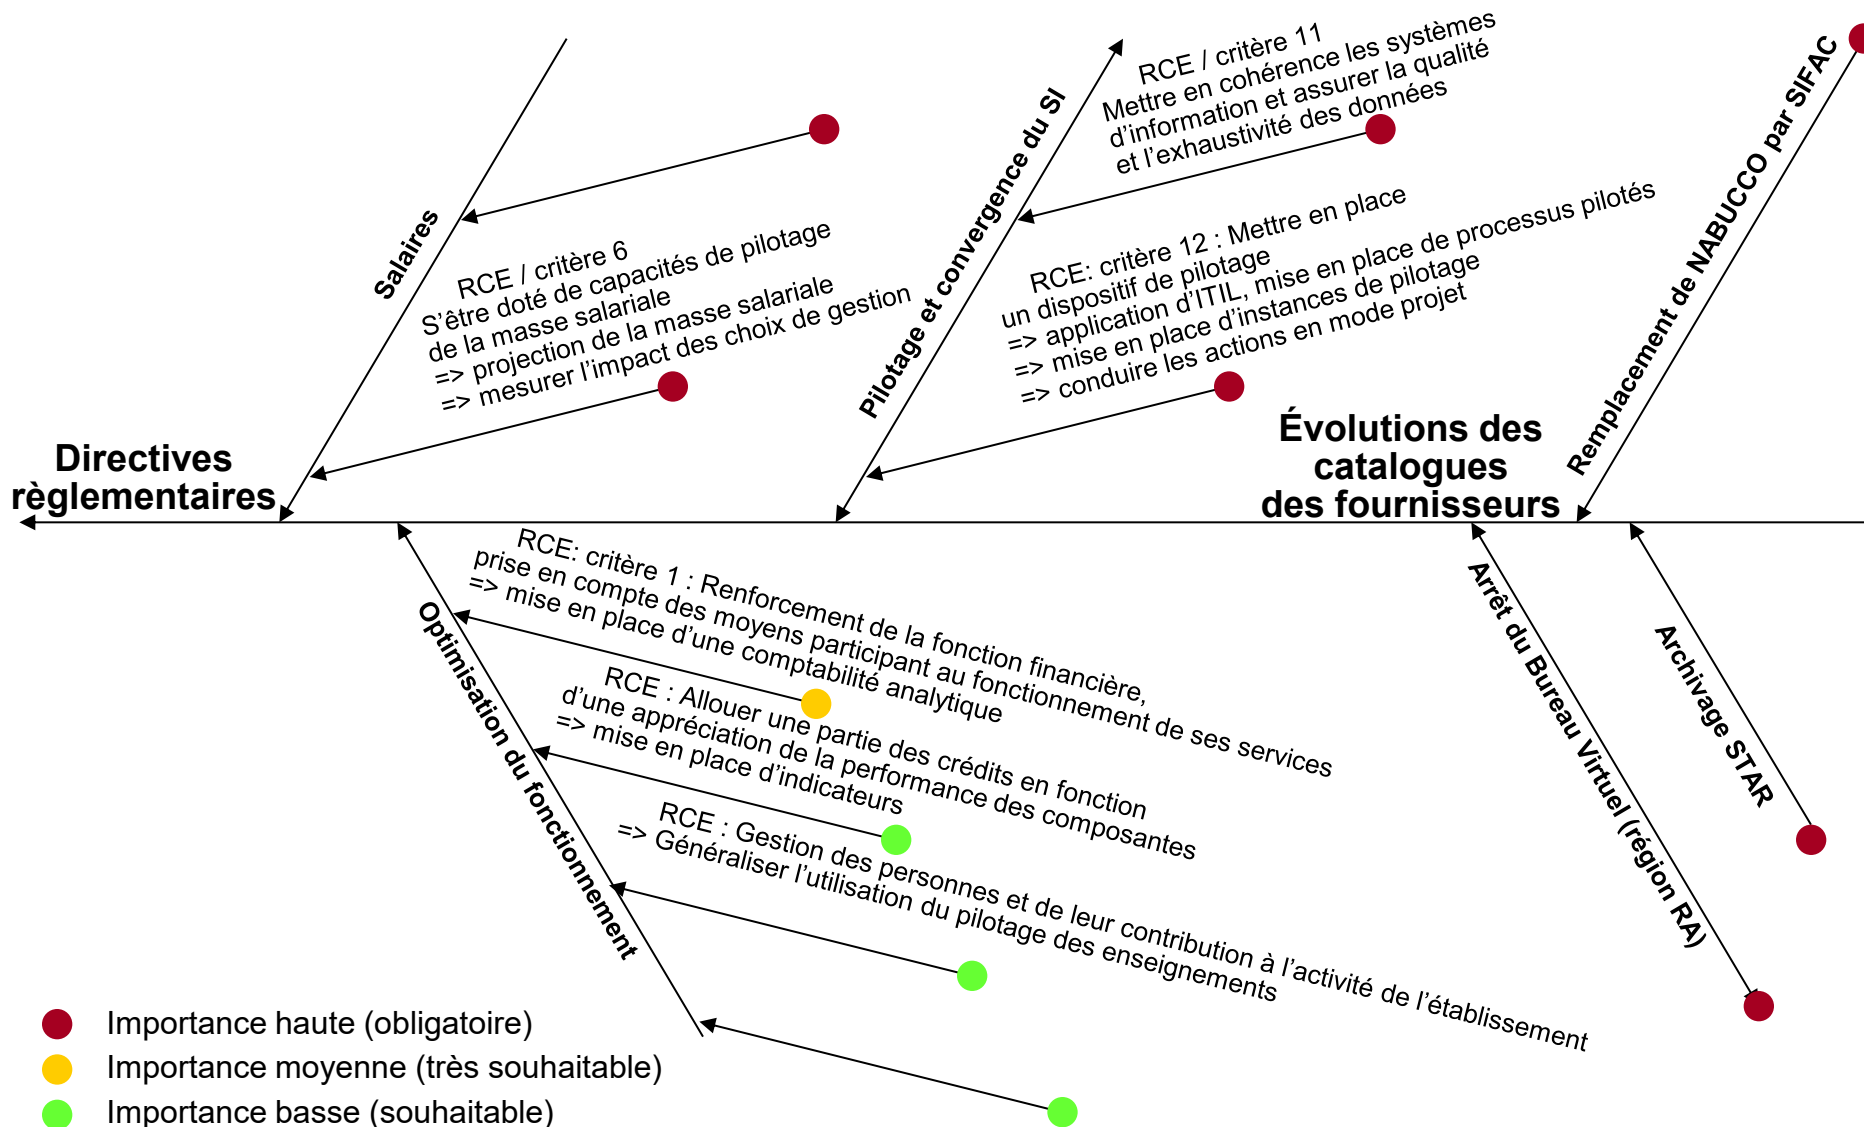 Directives
règlementaires
Salaires
RCE / critère 6
S’être doté de capacités de pilotage
de la masse salariale
=> projection de la masse salariale
=> mesurer l’impact des choix de gestion
Pilotage et convergence du SI
RCE / critère 11
Mettre en cohérence les systèmes
d’information et assurer la qualité
et l’exhaustivité des données
RCE: critère 12 : Mettre en place
un dispositif de pilotage
=> application d’ITIL, mise en place de processus pilotés
=> mise en place d’instances de pilotage
=> conduire les actions en mode projet
Évolutions des
catalogues
des fournisseurs
Remplacement de NABUCCO par SIFAC
Optimisation du fonctionnement
RCE: critère 1 : Renforcement de la fonction financière,
prise en compte des moyens participant au fonctionnement de ses services
=> mise en place d’une comptabilité analytique
RCE : Allouer une partie des crédits en fonction
d’une appréciation de la performance des composantes
=> mise en place d’indicateurs
RCE : Gestion des personnes et de leur contribution à l’activité de l’établissement
=> Généraliser l’utilisation du pilotage des enseignements
Arrêt du Bureau Virtuel (région RA)
Archivage STAR
Importance haute (obligatoire)
Importance moyenne (très souhaitable)
Importance basse (souhaitable)